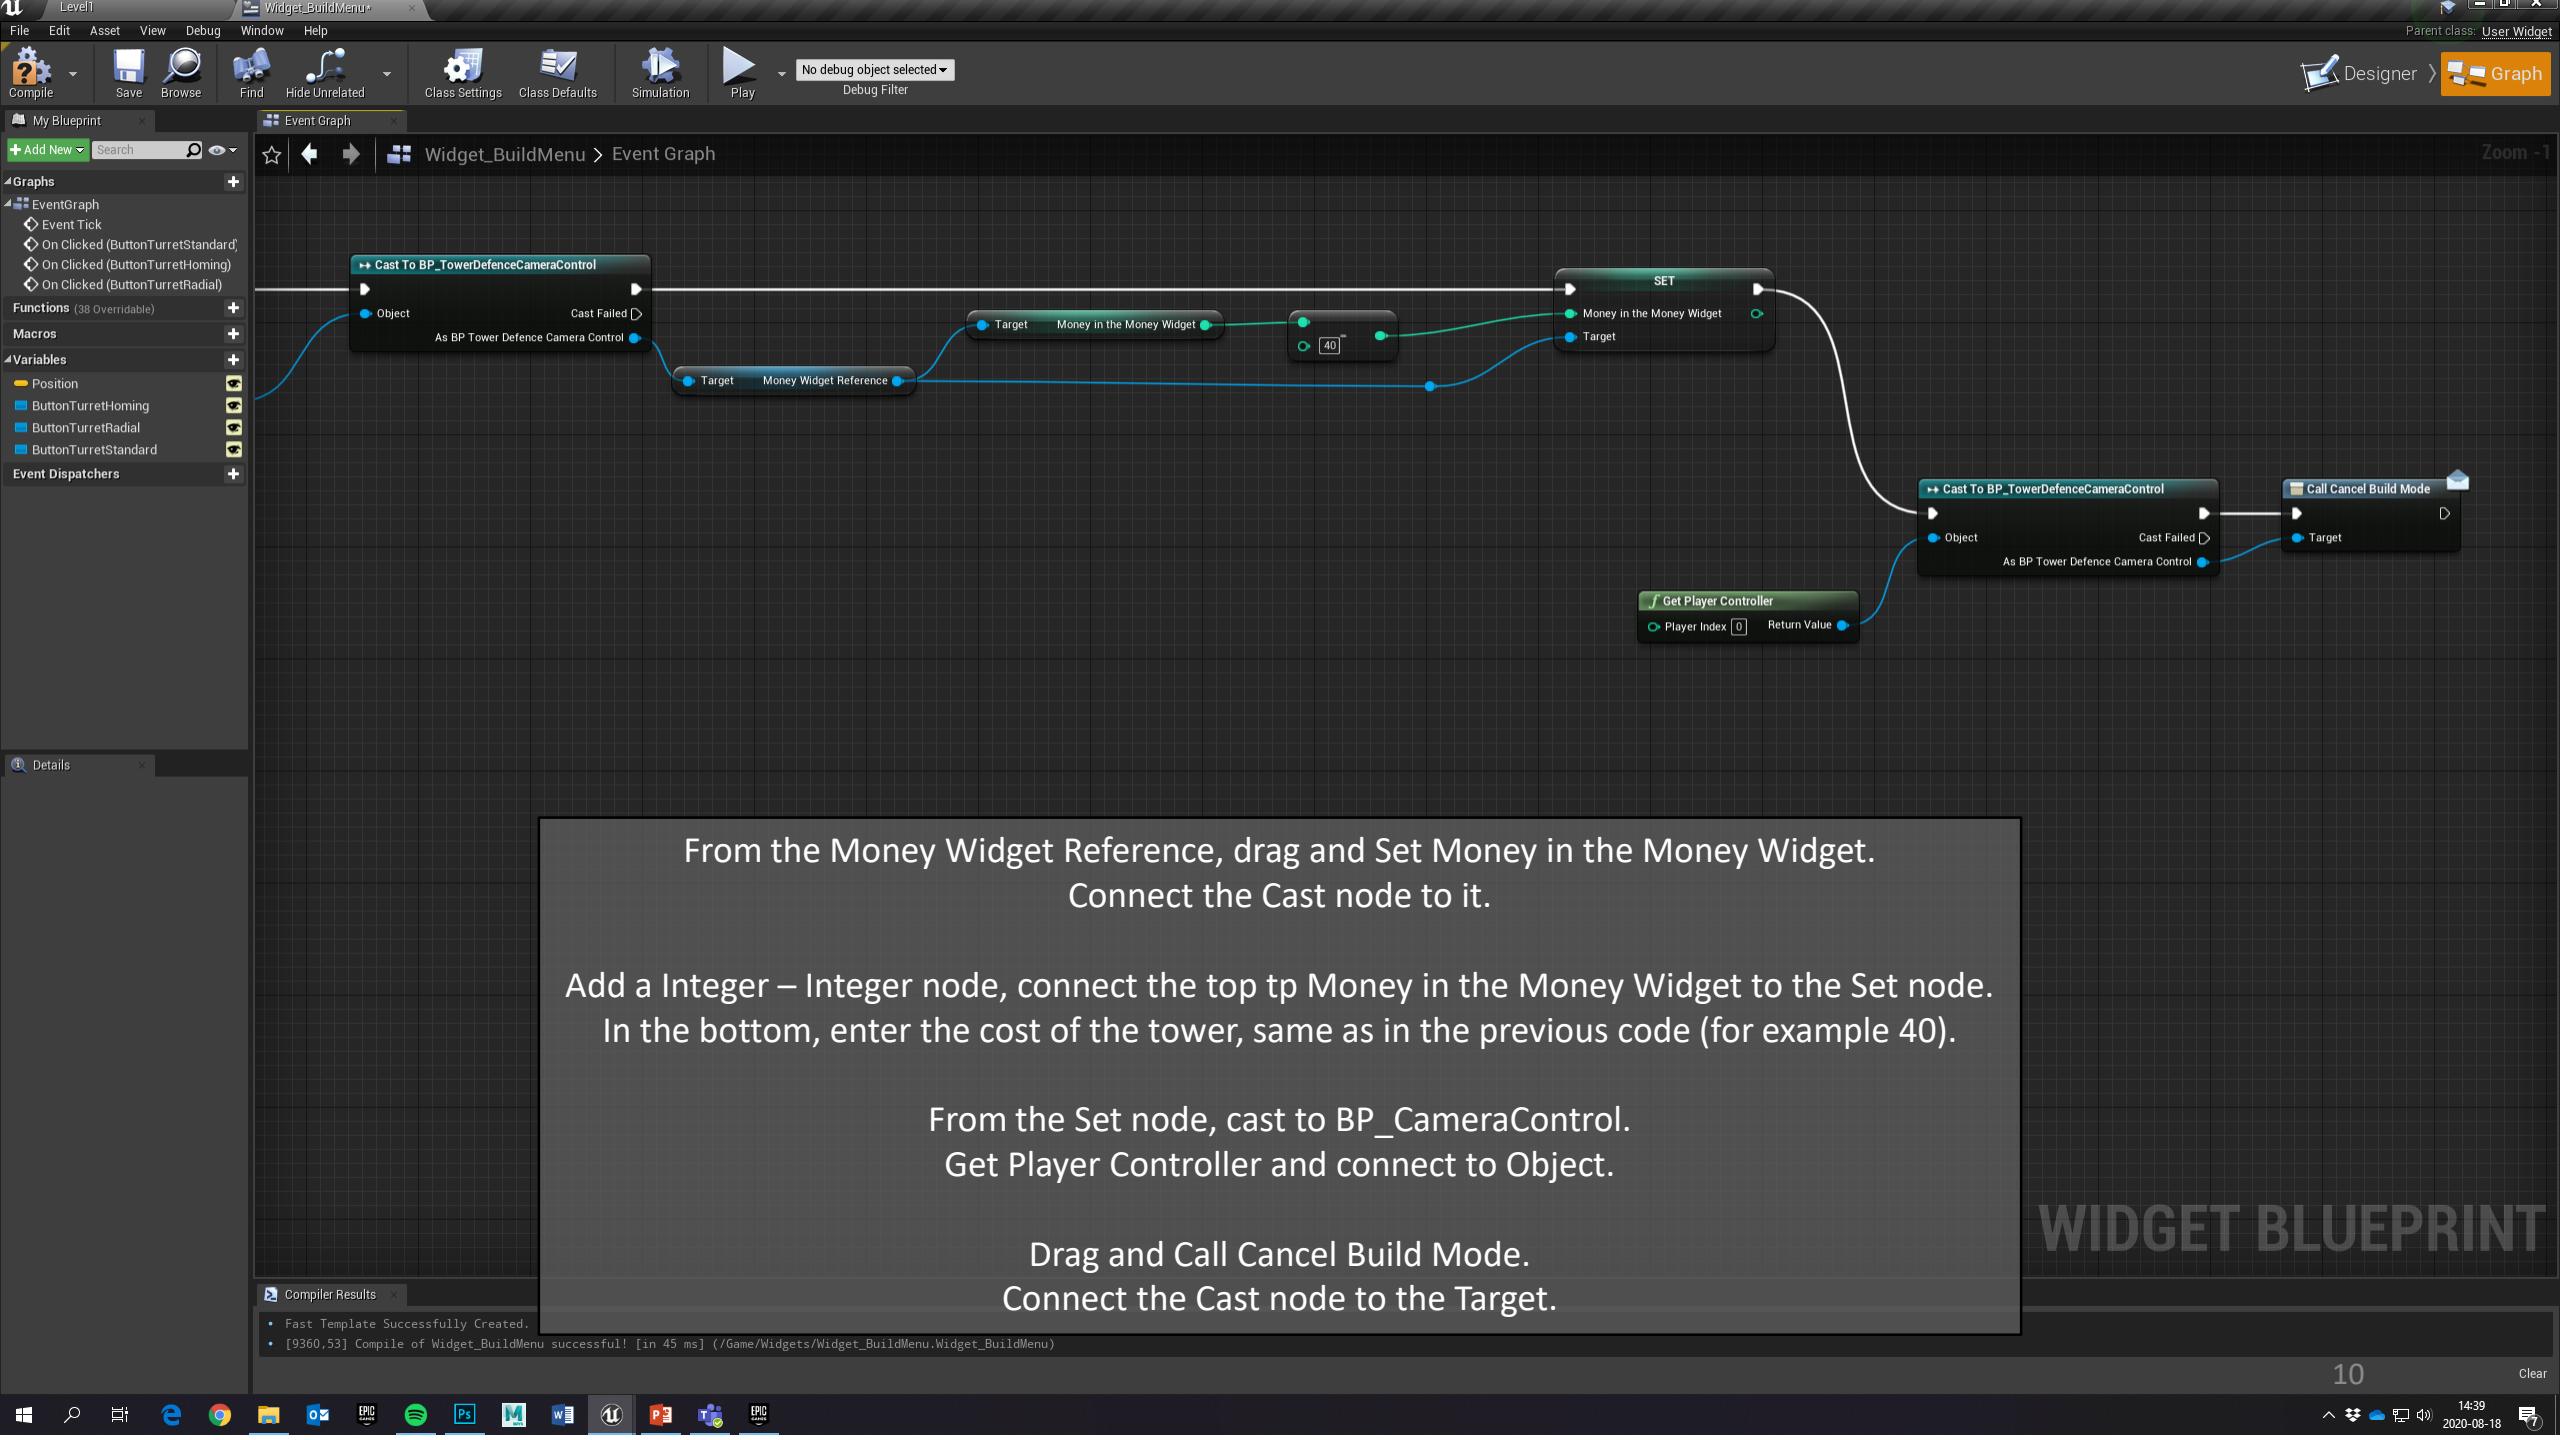 Level1
Widget_BuildMenu*
File Edit Asset View Debug Window Help
Parent class: User Widget
Compile
Save
Browse
Find
Hide Unrelated
Class Settings
Class Defaults
Simulation
Play
No debug object selected
Debug Filter
Designer
Graph
My Blueprint
Event Graph
+ Add New
Search
Widget_BuildMenu > Event Graph
Zoom -1
Graphs
EventGraph
Event Tick
On Clicked (ButtonTurretStandard)
On Clicked (ButtonTurretHoming)
On Clicked (ButtonTurretRadial)
Functions (38 Overridable)
Macros
Variables
Position
ButtonTurretHoming
ButtonTurretRadial
ButtonTurretStandard
Event Dispatchers
Details
Cast To BP_TowerDefenceCameraControl
Object
Cast Failed
As BP Tower Defence Camera Control
Target Money Widget Reference
Target Money in the Money Widget
40 -
SET
Money in the Money Widget
Target
Cast To BP_TowerDefenceCameraControl
Object
Cast Failed
As BP Tower Defence Camera Control
Call Cancel Build Mode
Target
f Get Player Controller
Player Index 0
Return Value
From the Money Widget Reference, drag and Set Money in the Money Widget.
Connect the Cast node to it.
Add a Integer – Integer node, connect the top tp Money in the Money Widget to the Set node.
In the bottom, enter the cost of the tower, same as in the previous code (for example 40).
From the Set node, cast to BP_CameraControl.
Get Player Controller and connect to Object.
Drag and Call Cancel Build Mode.
Connect the Cast node to the Target.
WIDGET BLUEPRINT
Compiler Results
Fast Template Successfully Created.
[9360,53] Compile of Widget_BuildMenu successful! [in 45 ms] (/Game/Widgets/Widget_BuildMenu.Widget_BuildMenu)
10
Clear
EPIC GAMES
Ps
M
EPIC GAMES
14:39
2020-08-18
7